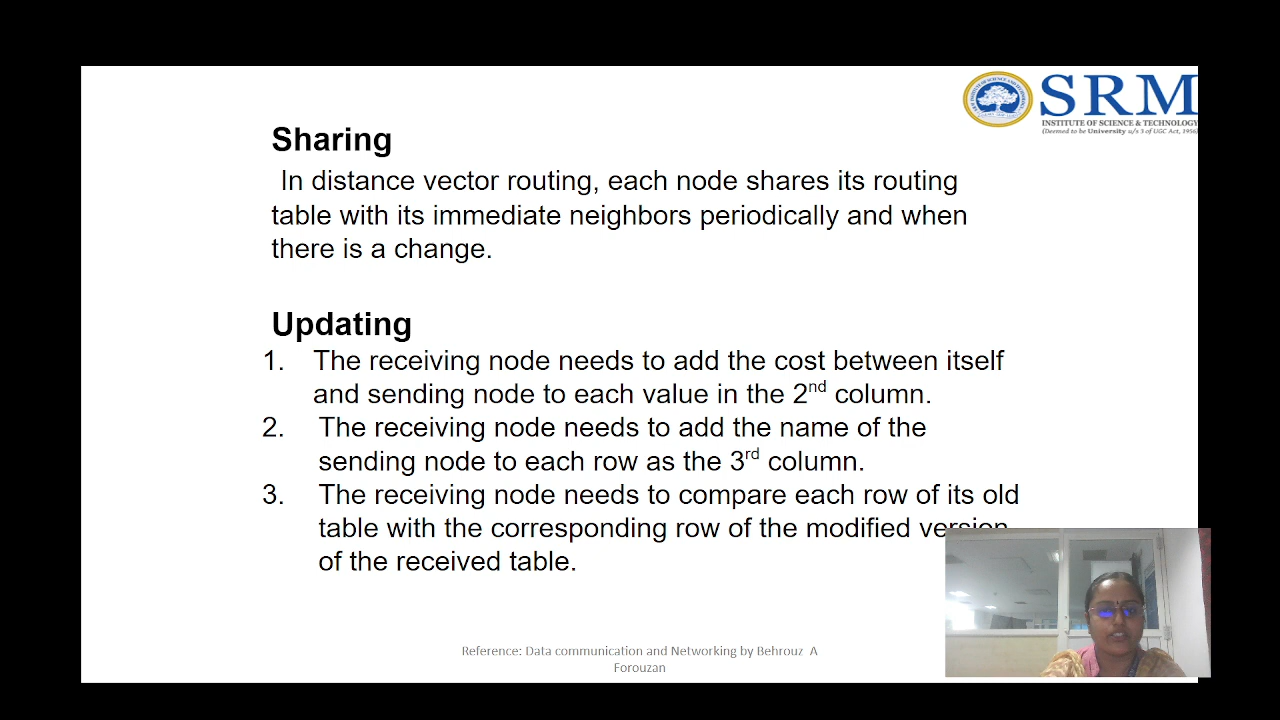 SRM
INSTITUTE OF SCIENCE & TECHNOLOGY
(Deemed to be University u/s 3 of UGC Act, 1956)
Sharing
In distance vector routing, each node shares its routing
table with its immediate neighbors periodically and when
there is a change.
Updating
1. The receiving node needs to add the cost between itself
and sending node to each value in the 2nd column.
2. The receiving node needs to add the name of the
sending node to each row as the 3rd column.
3. The receiving node needs to compare each row of its old
table with the corresponding row of the modified version
of the received table.
Reference: Data communication and Networking by Behrouz A
Forouzan